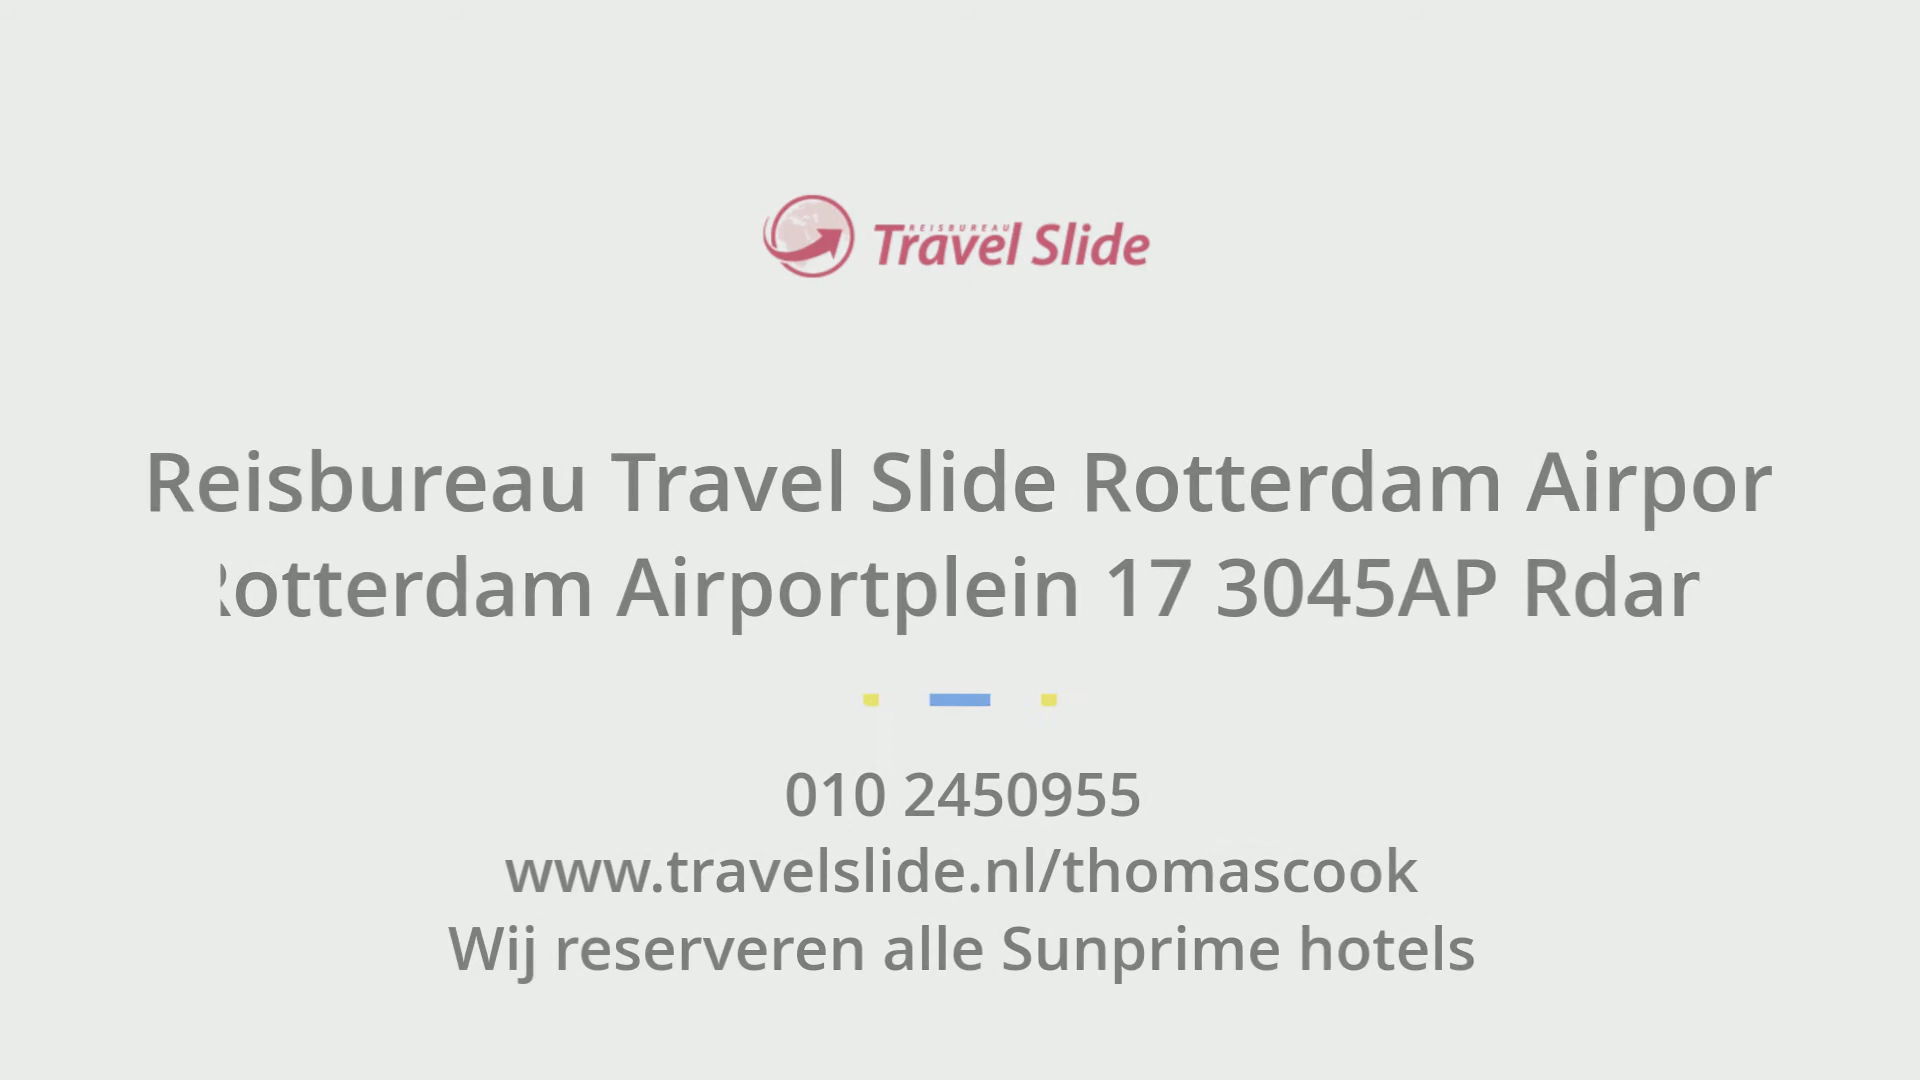 REISBUREAU
Travel Slide
Reisbureau Travel Slide Rotterdam Airpor
Rotterdam Airportplein 17 3045AP Rdar
010 2450955
www.travelslide.nl/thomascook
Wij reserveren alle Sunprime hotels